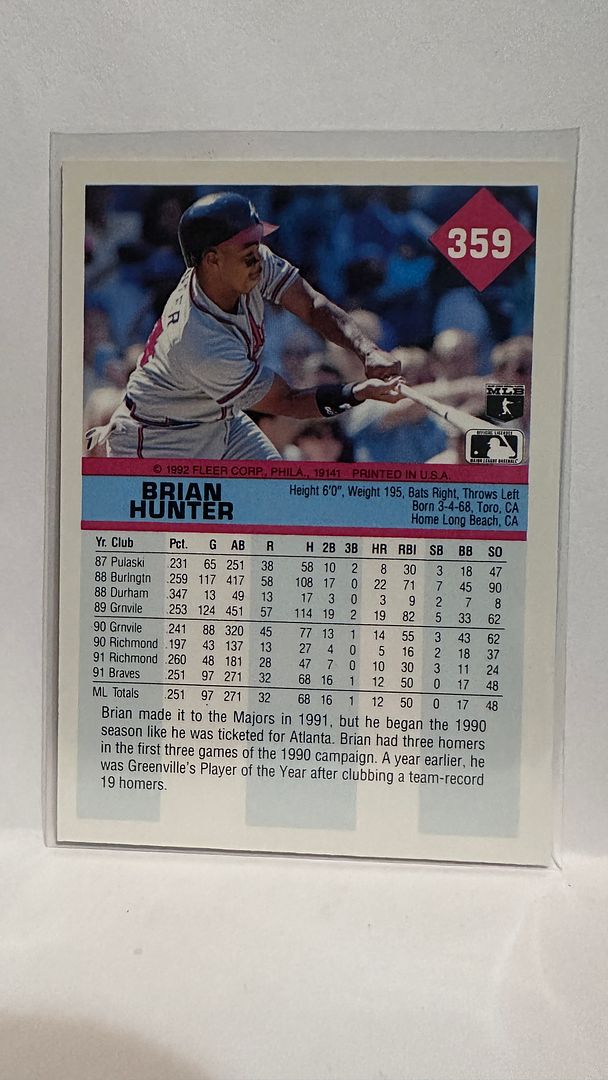 359
ER
MLB
OFFICIAL LICENSEE
MAJOR LEAGUE BASEBALL
© 1992 FLEER CORP., PHILA., 19141 PRINTED IN U.S.A.
BRIAN
HUNTER
Height 6'0", Weight 195, Bats Right, Throws Left
Born 3-4-68, Toro, CA
Home Long Beach, CA
Yr. Club Pct. G AB R H 2B 3B HR RBI SB BB SO
87 Pulaski .231 65 251 38 58 10 2 8 30 3 18 47
88 Burlngtn .259 117 417 58 108 17 0 22 71 7 45 90
88 Durham .347 13 49 13 17 3 0 3 9 2 7 8
89 Grnvile .253 124 451 57 114 19 2 19 82 5 33 62
90 Grnvile .241 88 320 45 77 13 1 14 55 3 43 62
90 Richmond .197 43 137 13 27 4 0 5 16 2 18 37
91 Richmond .260 48 181 28 47 7 0 10 30 3 11 24
91 Braves .251 97 271 32 68 16 1 12 50 0 17 48
ML Totals .251 97 271 32 68 16 1 12 50 0 17 48
Brian made it to the Majors in 1991, but he began the 1990
season like he was ticketed for Atlanta. Brian had three homers
in the first three games of the 1990 campaign. A year earlier, he
was Greenville's Player of the Year after clubbing a team-record
19 homers.